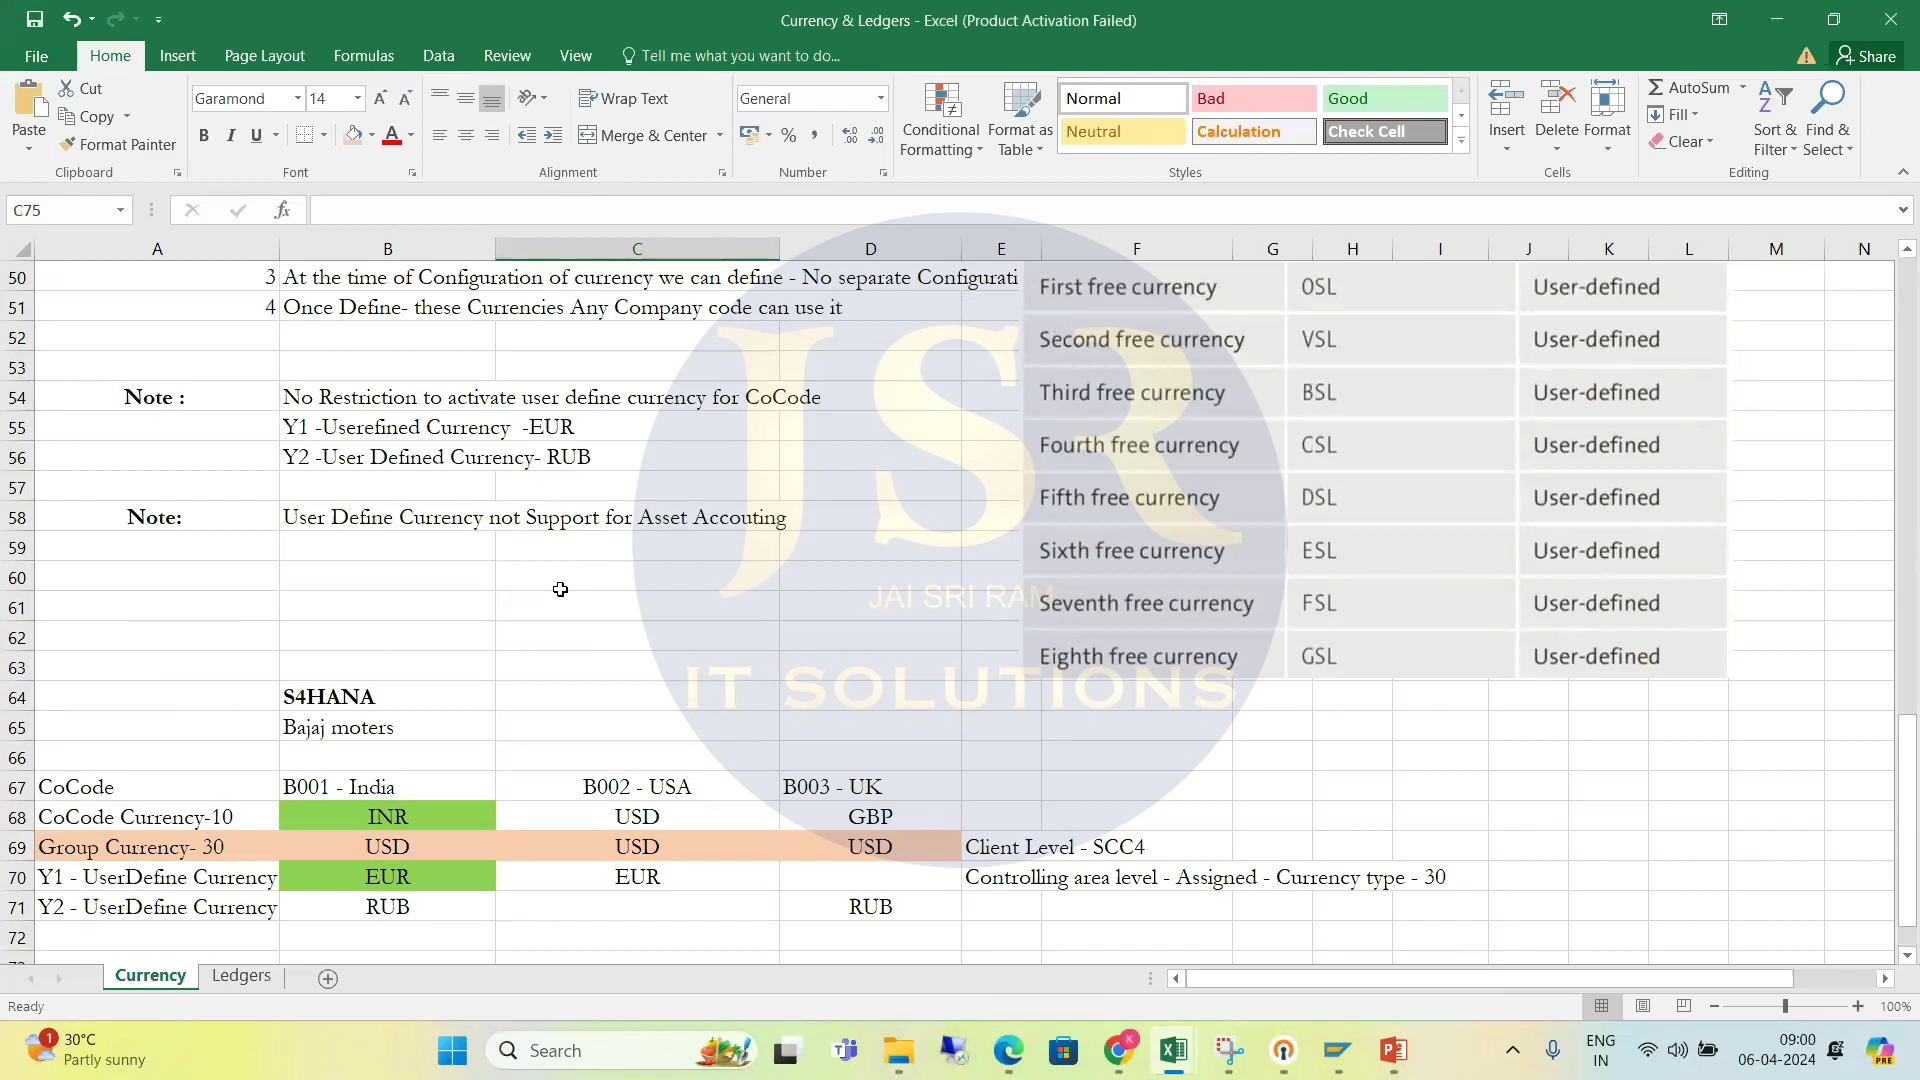 Currency & Ledgers - Excel (Product Activation Failed)
File Home Insert Page Layout Formulas Data Review View Tell me what you want to do... Share
Paste Cut Copy Format Painter Clipboard
Garamond 14 B I U Font
Wrap Text Merge & Center Alignment
General % , Number
Conditional Formatting Format as Table
Normal Bad Good
Neutral Calculation Check Cell
Styles
Insert Delete Format Cells
AutoSum Fill Clear Sort & Filter Find & Select Editing
C75 fx
A B C D E F G H I J K L M N
50 3 At the time of Configuration of currency we can define - No separate Configurati
51 4 Once Define- these Currencies Any Company code can use it
52
53
54 Note : No Restriction to activate user define currency for CoCode
55 Y1 -Userefined Currency -EUR
56 Y2 -User Defined Currency- RUB
57
58 Note: User Define Currency not Support for Asset Accouting
59
60
61
62
63
First free currency OSL User-defined
Second free currency VSL User-defined
Third free currency BSL User-defined
Fourth free currency CSL User-defined
Fifth free currency DSL User-defined
Sixth free currency ESL User-defined
Seventh free currency FSL User-defined
Eighth free currency GSL User-defined
JSR
JAI SRI RAM
IT SOLUTIONS
64 S4HANA
65 Bajaj moters
66
67 CoCode B001 - India B002 - USA B003 - UK
68 CoCode Currency-10 INR USD GBP
69 Group Currency- 30 USD USD USD Client Level - SCC4
70 Y1 - UserDefine Currency EUR EUR Controlling area level - Assigned - Currency type - 30
71 Y2 - UserDefine Currency RUB RUB
72
Currency Ledgers
Ready 100%
1 30°C
Partly sunny
Search
K
ENG
IN
09:00
06-04-2024
PRE